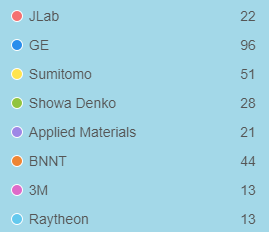 JLab 22
GE 96
Sumitomo 51
Showa Denko 28
Applied Materials 21
BNNT 44
3M 13
Raytheon 13